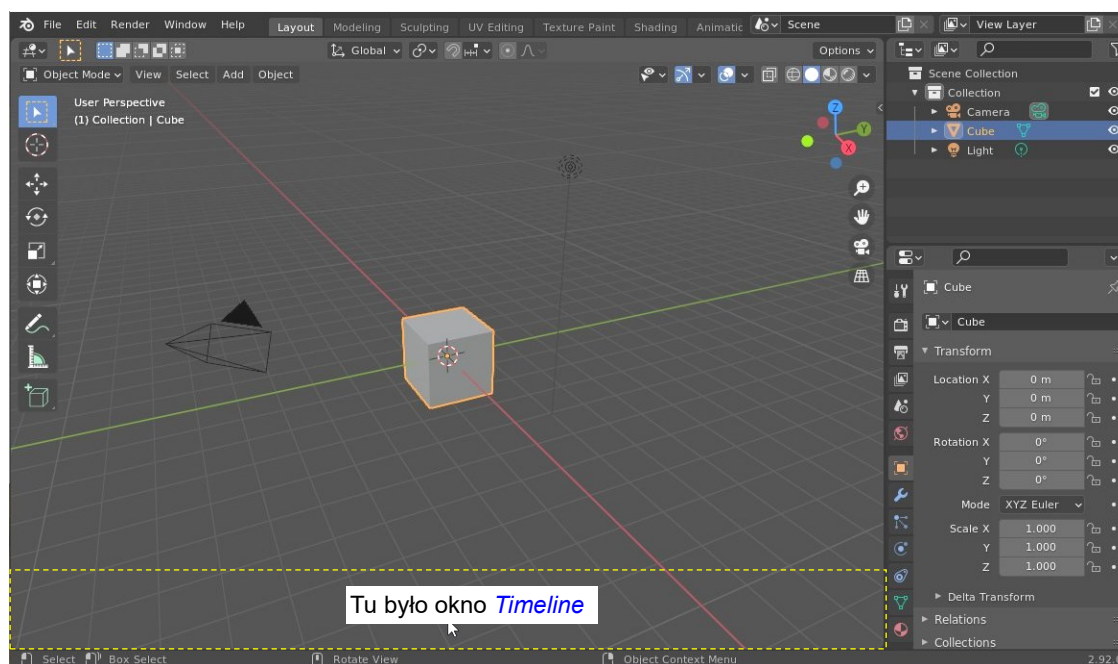 File Edit Render Window Help Layout Modeling Sculpting UV Editing Texture Paint Shading Animatic Scene View Layer
Global Options
Object Mode View Select Add Object
User Perspective
(1) Collection | Cube
Z
Y
X
Scene Collection
Collection
Camera
Cube
Light
Cube
Cube
Transform
Location X 0 m
Y 0 m
Z 0 m
Rotation X 0°
Y 0°
Z 0°
Mode XYZ Euler
Scale X 1.000
Y 1.000
Z 1.000
Delta Transform
Relations
Collections
Tu było okno Timeline
Select Box Select Rotate View Object Context Menu 2.92